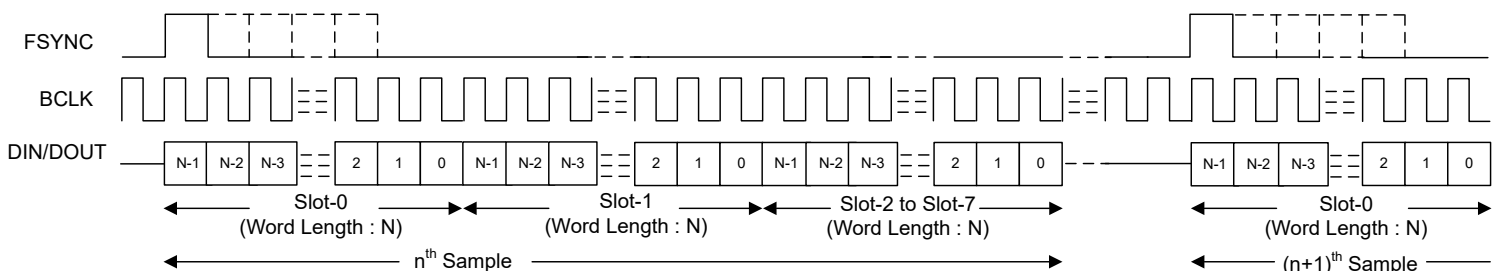 FSYNC
BCLK
DIN/DOUT
N-1 N-2 N-3 2 1 0 N-1 N-2 N-3 2 1 0 N-1 N-2 N-3 2 1 0 N-1 N-2 N-3 2 1 0
Slot-0 Slot-1 Slot-2 to Slot-7 Slot-0
(Word Length : N) (Word Length : N) (Word Length : N) (Word Length : N)
nth Sample (n+1)th Sample